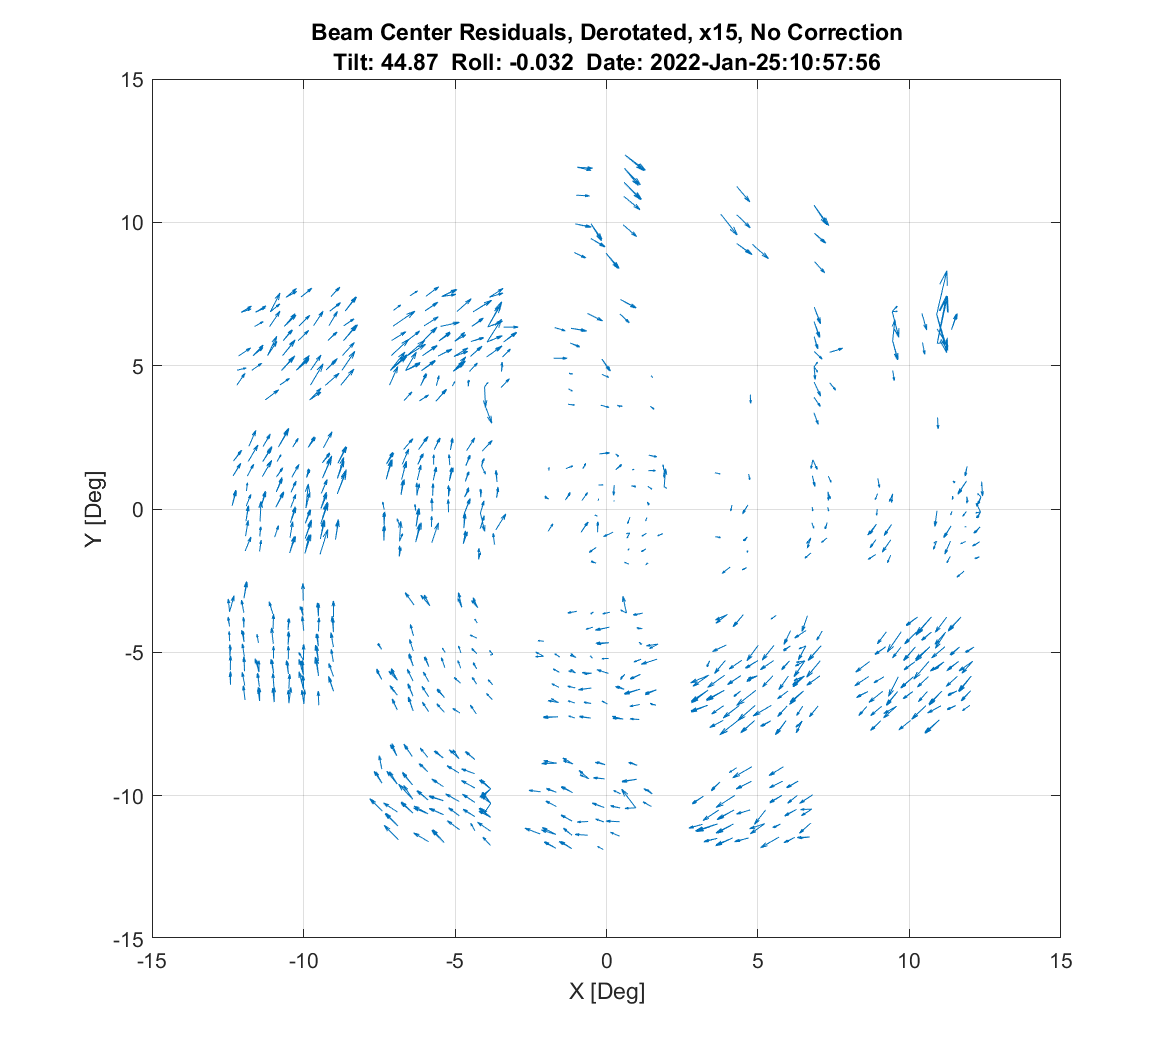 Beam Center Residuals, Derotated, x15, No Correction
Tilt: 44.87 Roll: -0.032 Date: 2022-Jan-25:10:57:56
15
10
5
0
-5
-10
-15
Y [Deg]
-15 -10 -5 0 5 10 15
X [Deg]